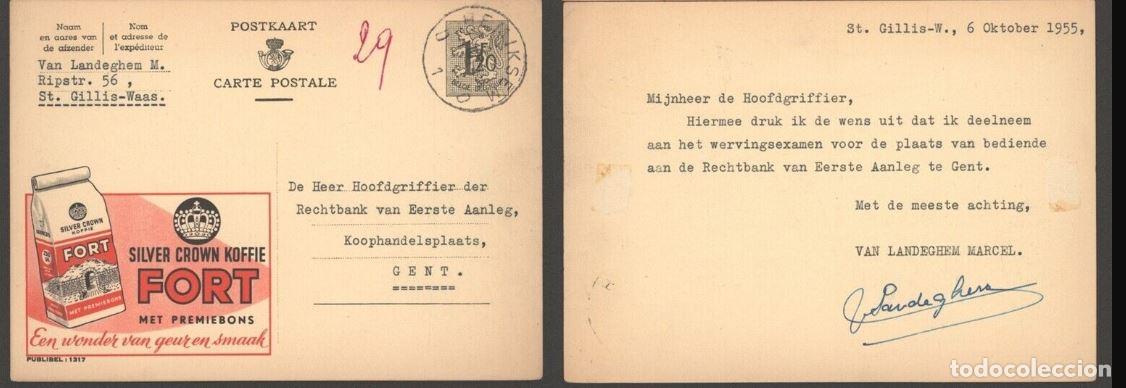 Naam
en adres van
de afzender
Nom
et adresse de
l'expéditeur
Van Landeghem M.
Ripstr. 56 ,
St. Gillis-Waas.
POSTKAART
CARTE POSTALE
29
1F20
BELGIE BELGIQUE
De Heer Hoofdgriffier der
Rechtbank van Eerste Aanleg,
Koophandelsplaats,
GENT.
SILVER CROWN
KOFFIE
FORT
MET PREMIEBONS
SILVER CROWN KOFFIE
FORT
MET PREMIEBONS
Een wonder van geur en smaak
PUBLIBEL : 1317
St. Gillis-W., 6 Oktober 1955,
Mijnheer de Hoofdgriffier,
Hiermee druk ik de wens uit dat ik deelneem
aan het wervingsexamen voor de plaats van bediende
aan de Rechtbank van Eerste Aanleg te Gent.
Met de meeste achting,
VAN LANDEGHEM MARCEL.
todocoleccion